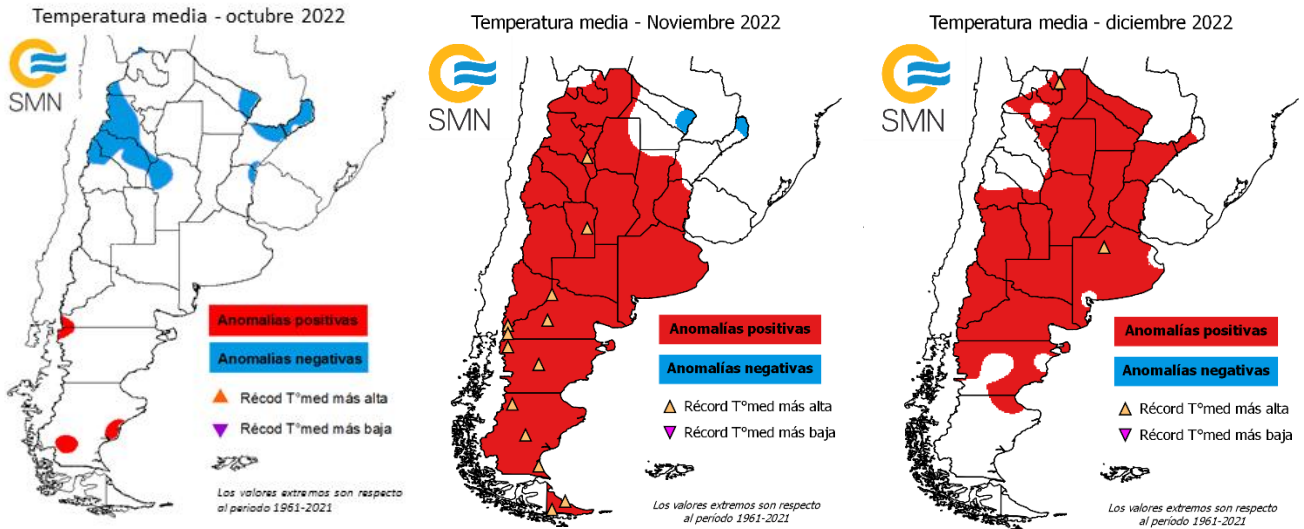 Temperatura media - octubre 2022
SMN
Anomalías positivas
Anomalías negativas
Récod T°med más alta
Récod T°med más baja
Los valores extremos son respecto
al periodo 1961-2021
Temperatura media - Noviembre 2022
SMN
Anomalías positivas
Anomalías negativas
Récord T°med más alta
Récord T°med más baja
Los valores extremos son respecto
al período 1961-2021
Temperatura media - diciembre 2022
SMN
Anomalías positivas
Anomalías negativas
Récord T°med más alta
Récord T°med más baja
Los valores extremos son respecto
al período 1961-2021